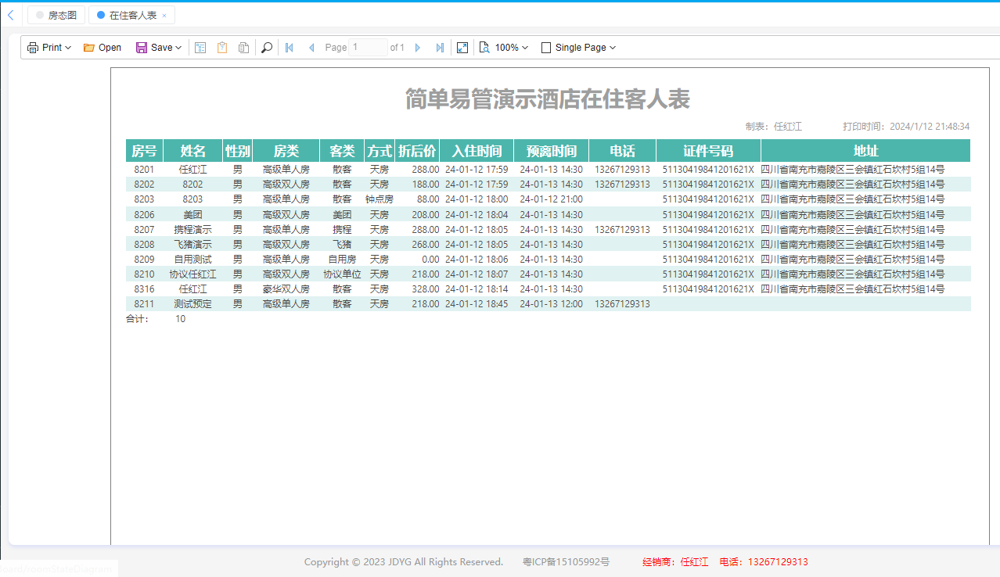 房态图 在住客人表 ×
Print Open Save Page 1 of 1 100% Single Page
简单易管演示酒店在住客人表
制表：任红江 打印时间：2024/1/12 21:48:34
房号 姓名 性别 房类 客类 方式 折后价 入住时间 预离时间 电话 证件号码 地址
8201 任红江 男 高级单人房 散客 天房 288.00 24-01-12 17:59 24-01-13 14:30 13267129313 51130419841201621X 四川省南充市嘉陵区三会镇红石坎村5组14号
8202 8202 男 高级双人房 散客 天房 188.00 24-01-12 17:59 24-01-13 14:30 13267129313 51130419841201621X 四川省南充市嘉陵区三会镇红石坎村5组14号
8203 8203 男 高级单人房 散客 钟点房 88.00 24-01-12 18:00 24-01-12 21:00 51130419841201621X 四川省南充市嘉陵区三会镇红石坎村5组14号
8206 美团 男 高级双人房 美团 天房 208.00 24-01-12 18:04 24-01-13 14:30 51130419841201621X 四川省南充市嘉陵区三会镇红石坎村5组14号
8207 携程演示 男 高级单人房 携程 天房 288.00 24-01-12 18:05 24-01-13 14:30 13267129313 51130419841201621X 四川省南充市嘉陵区三会镇红石坎村5组14号
8208 飞猪演示 男 高级双人房 飞猪 天房 268.00 24-01-12 18:05 24-01-13 14:30 51130419841201621X 四川省南充市嘉陵区三会镇红石坎村5组14号
8209 自用测试 男 高级单人房 自用房 天房 0.00 24-01-12 18:06 24-01-13 14:30 51130419841201621X 四川省南充市嘉陵区三会镇红石坎村5组14号
8210 协议任红江 男 高级双人房 协议单位 天房 218.00 24-01-12 18:07 24-01-13 14:30 51130419841201621X 四川省南充市嘉陵区三会镇红石坎村5组14号
8316 任红江 男 豪华双人房 散客 天房 328.00 24-01-12 18:14 24-01-13 14:30 51130419841201621X 四川省南充市嘉陵区三会镇红石坎村5组14号
8211 测试预定 男 高级单人房 散客 天房 218.00 24-01-12 18:45 24-01-13 12:00 13267129313
合计： 10
Copyright © 2023 JDYG All Rights Reserved. 粤ICP备15105992号 经销商：任红江 电话：13267129313